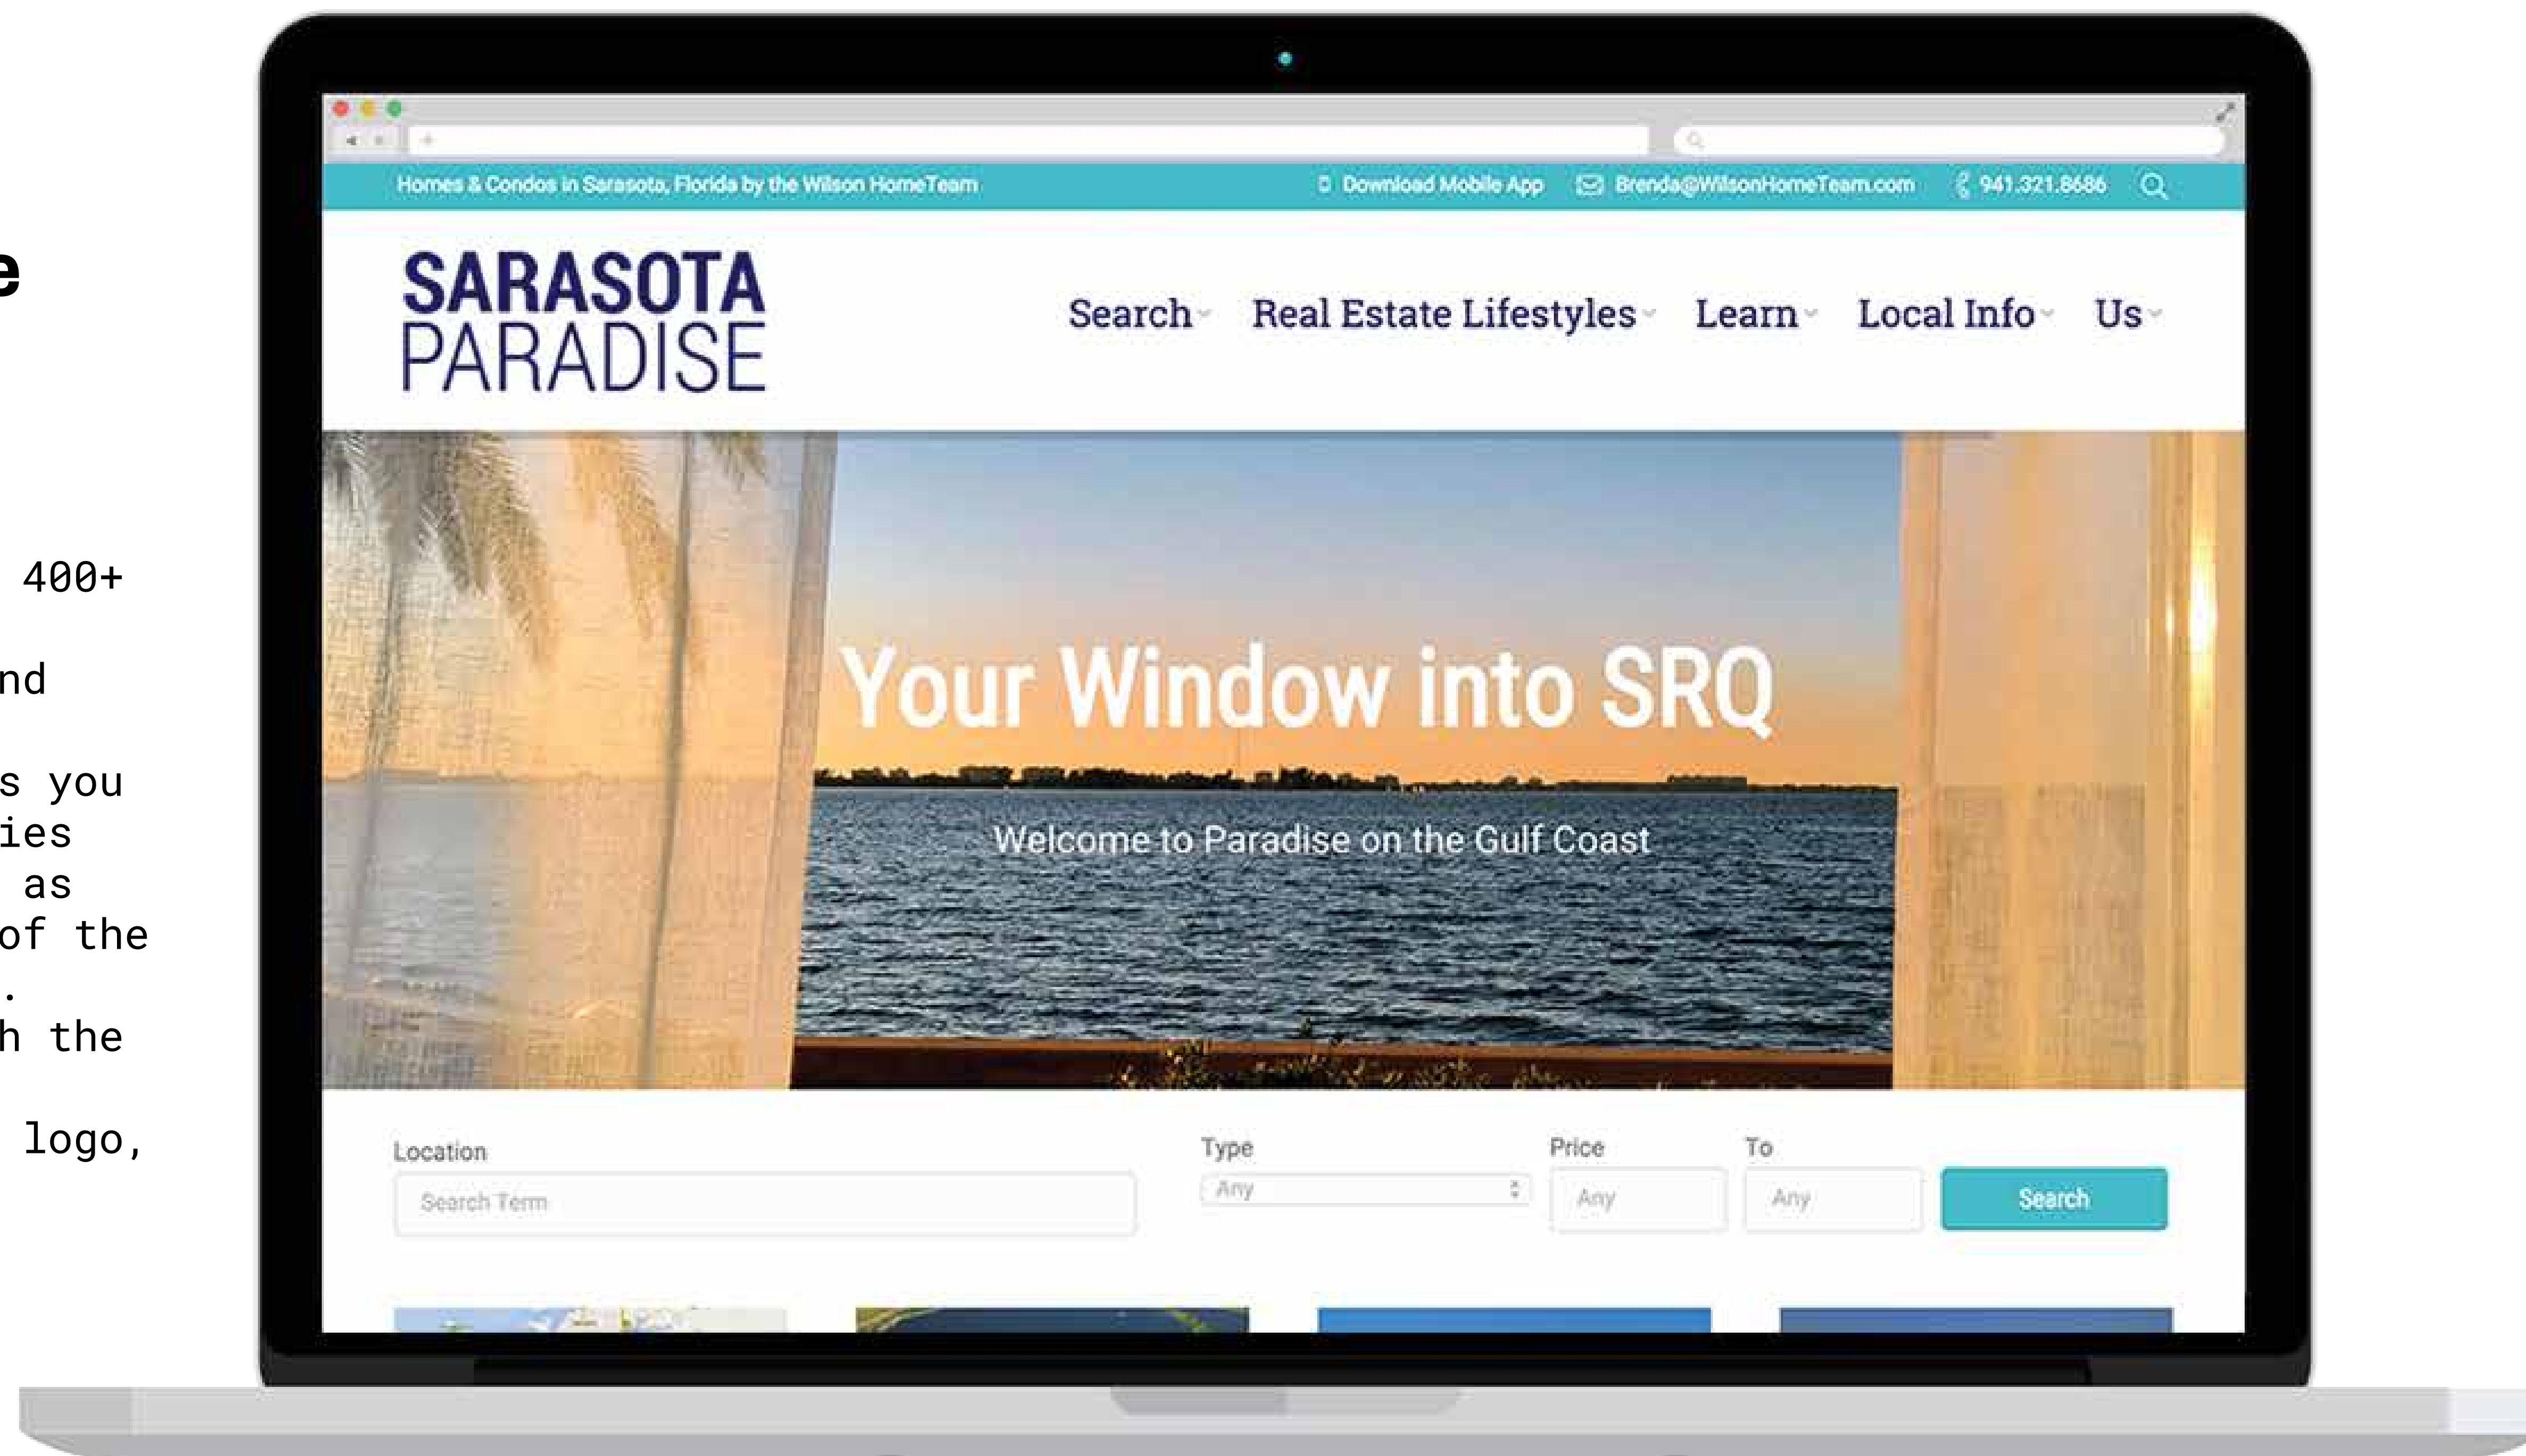 e
400+
nd
s you
ies
as
of the
.
h the
logo,
Homes & Condos in Sarasota, Florida by the Wilson HomeTeam
Download Mobile App Brenda@WilsonHomeTeam.com 941.321.8686
SARASOTA
PARADISE
Search Real Estate Lifestyles Learn Local Info Us
Your Window into SRQ
Welcome to Paradise on the Gulf Coast
Location Type Price To
Search Term Any Any Any Search